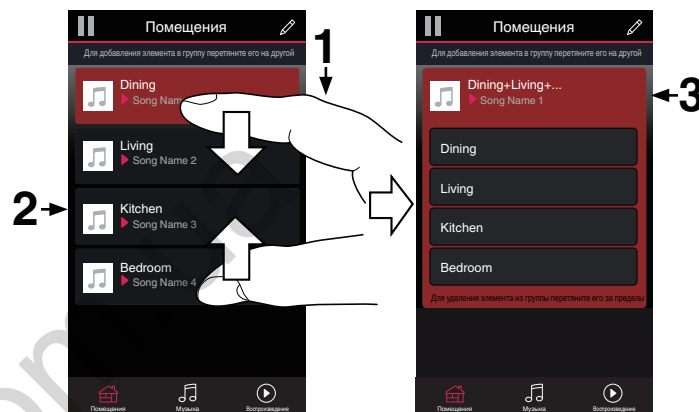 Помещения
Для добавления элемента в группу перетяните его на другой
1
Dining
Song Nam
Living
Song Name 2
2
Kitchen
Song Name 3
Bedroom
Song Name 4
Помещения
Музыка
Воспроизведение
Помещения
Для добавления элемента в группу перетяните его на другой
Dining+Living+...
Song Name 1
3
Dining
Living
Kitchen
Bedroom
Для удаления элемента из группы перетяните его за пределы
Помещения
Музыка
Воспроизведение